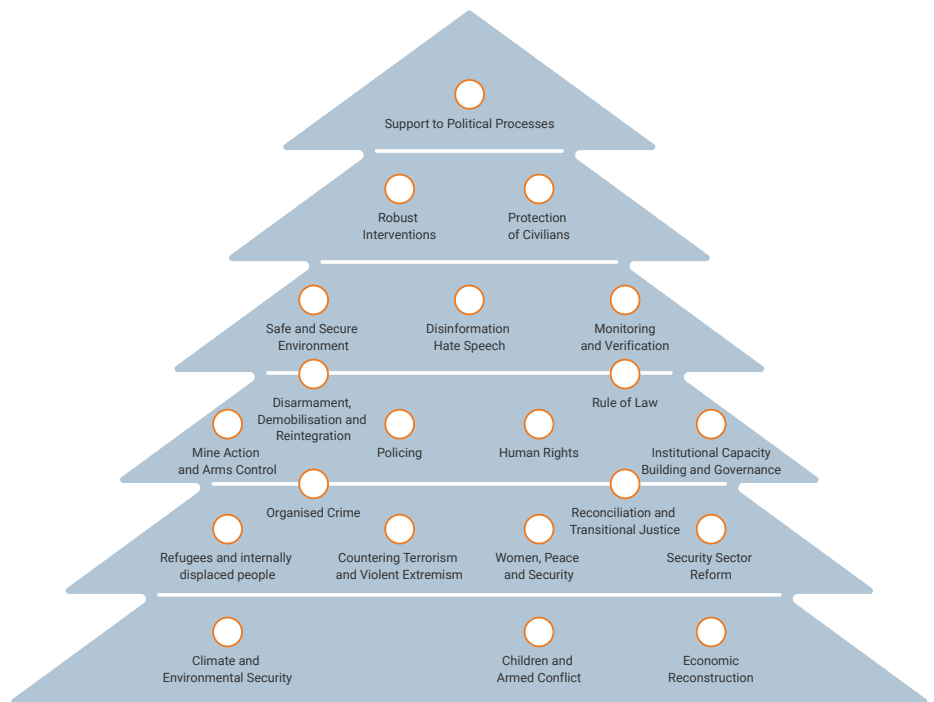 Support to Political Processes
Robust
Interventions
Protection
of Civilians
Safe and Secure
Environment
Disinformation
Hate Speech
Monitoring
and Verification
Disarmament,
Demobilisation and
Reintegration
Rule of Law
Mine Action
and Arms Control
Policing
Human Rights
Institutional Capacity
Building and Governance
Organised Crime
Reconciliation and
Transitional Justice
Refugees and internally
displaced people
Countering Terrorism
and Violent Extremism
Women, Peace
and Security
Security Sector
Reform
Climate and
Environmental Security
Children and
Armed Conflict
Economic
Reconstruction